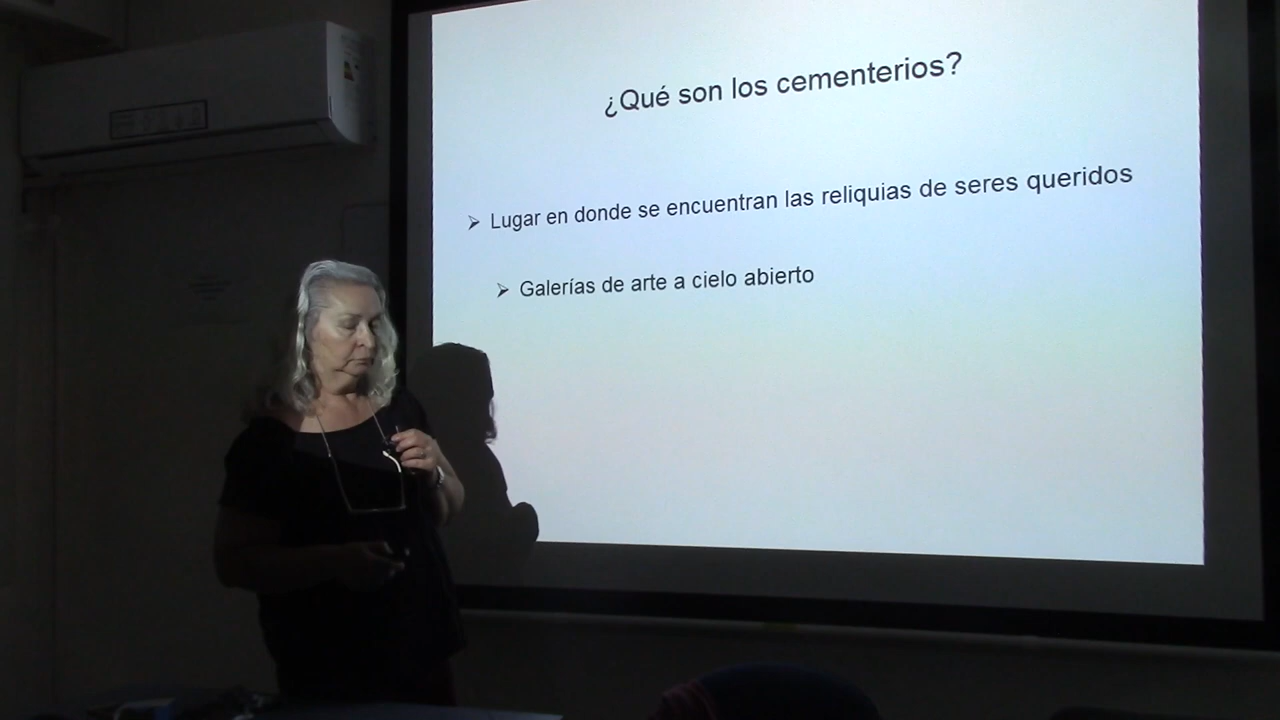 ¿Qué son los cementerios?
Lugar en donde se encuentran las reliquias de seres queridos
Galerías de arte a cielo abierto